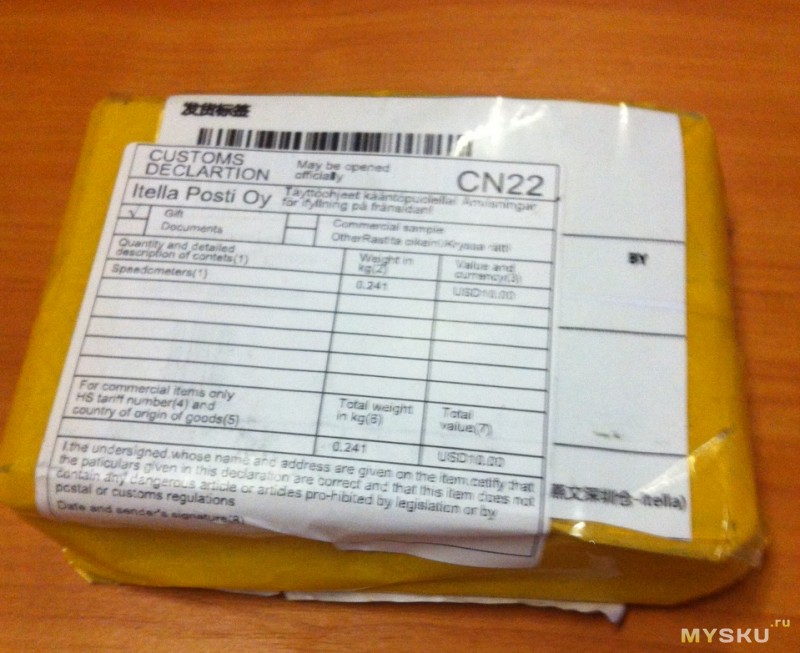 发货标签
CUSTOMS
DECLARTION
May be opened
officially
CN22
Itella Posti Oy
Täyttöohjeet kääntöpuolella! Anvisningar
för ifyllning på frånsidan!
√
Gift
Documents
Commercial sample
Other
Quantity and detailed
description of contets(1)
Weight in
kg(2)
Value and
currency(3)
Speedometers(1)
0.241
USD10.00
For commercial items only
HS tariff number(4) and
country of origin of goods(5)
Total weight
in kg(6)
Total
value(7)
0.241
USD10.00
I.the undersigned.whose name and address are given on the item.cetify that
the paticulars given in this declaration are correct and that this item does not
contain any dangerous article or articles pro-hibited by legislation or by
postal or customs regulations
Date and sender's signature(8)
BY
文深圳仓-itella)
MYSKU.ru